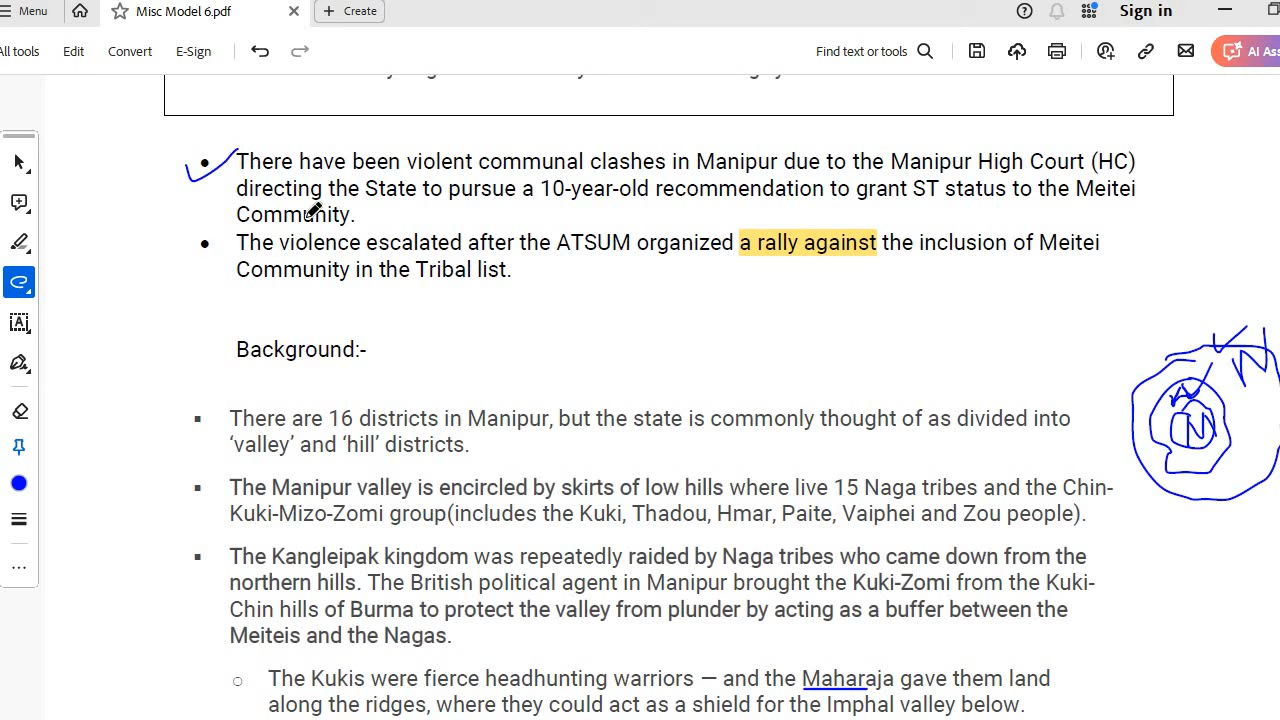 Menu
Misc Model 6.pdf
Create
Sign in
All tools
Edit
Convert
E-Sign
Find text or tools
AI Ass
• There have been violent communal clashes in Manipur due to the Manipur High Court (HC)
directing the State to pursue a 10-year-old recommendation to grant ST status to the Meitei
Community.
• The violence escalated after the ATSUM organized a rally against the inclusion of Meitei
Community in the Tribal list.
Background:-
▪ There are 16 districts in Manipur, but the state is commonly thought of as divided into
‘valley’ and ‘hill’ districts.
▪ The Manipur valley is encircled by skirts of low hills where live 15 Naga tribes and the Chin-
Kuki-Mizo-Zomi group(includes the Kuki, Thadou, Hmar, Paite, Vaiphei and Zou people).
▪ The Kangleipak kingdom was repeatedly raided by Naga tribes who came down from the
northern hills. The British political agent in Manipur brought the Kuki-Zomi from the Kuki-
Chin hills of Burma to protect the valley from plunder by acting as a buffer between the
Meiteis and the Nagas.
○ The Kukis were fierce headhunting warriors — and the Maharaja gave them land
along the ridges, where they could act as a shield for the Imphal valley below.
N
N